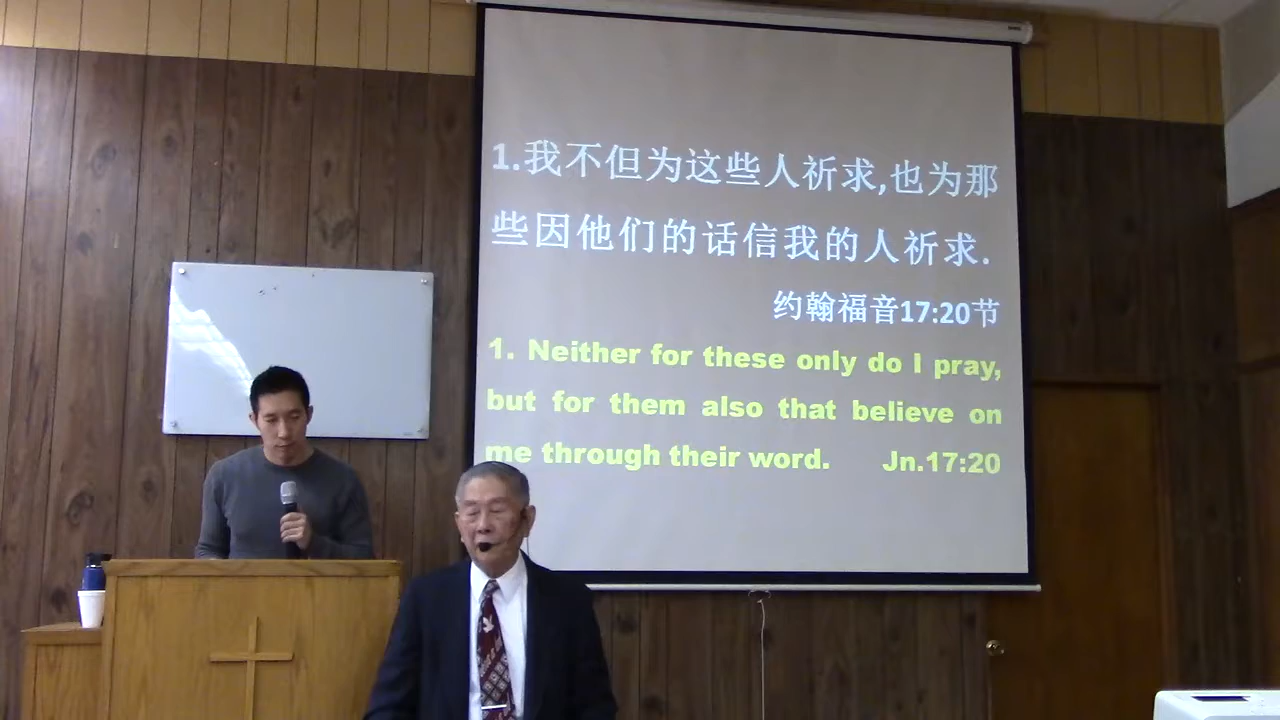 1.我不但为这些人祈求,也为那
些因他们的话信我的人祈求.
约翰福音17:20节
1. Neither for these only do I pray,
but for them also that believe on
me through their word. Jn.17:20